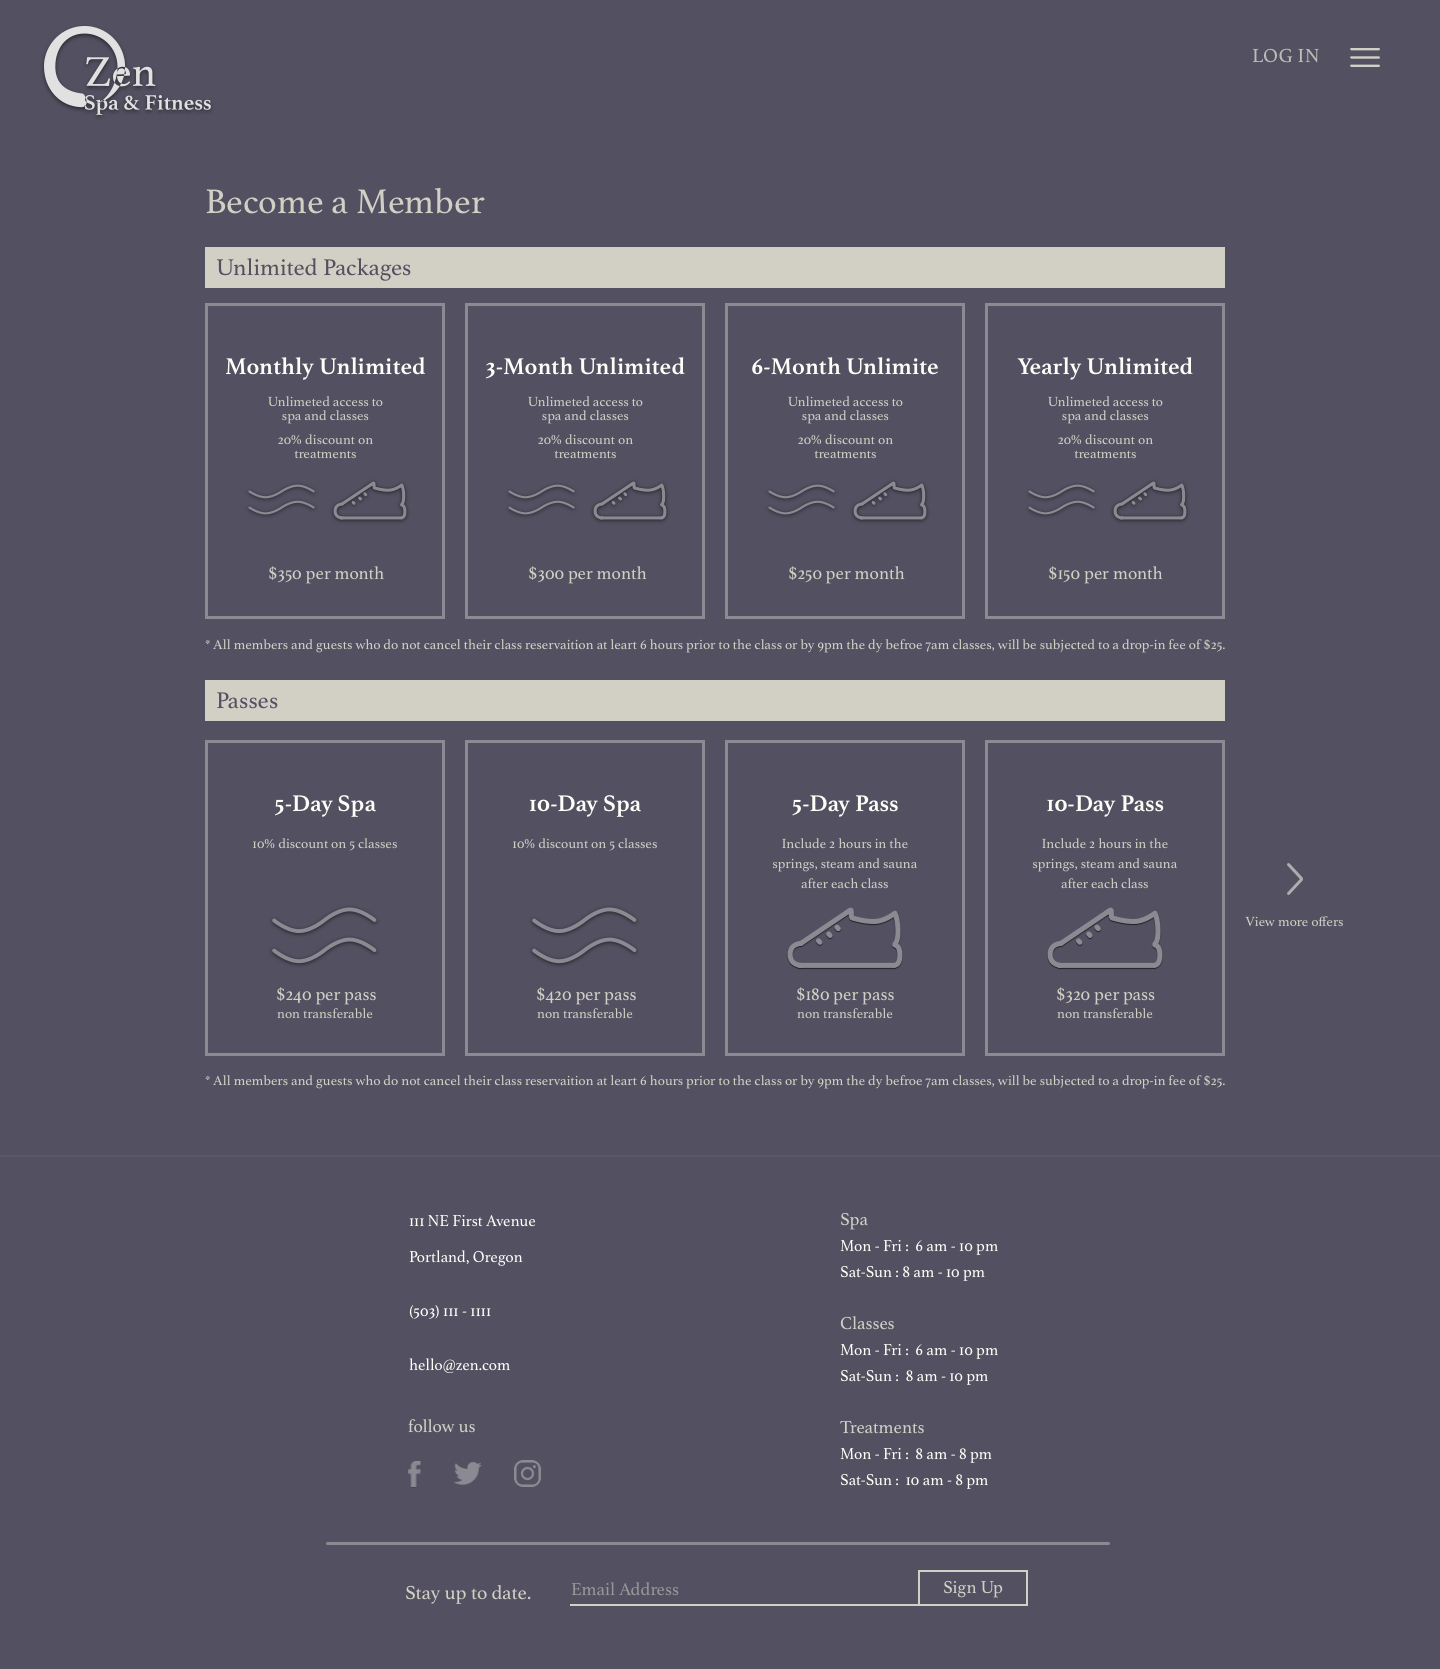 Zen
Spa & Fitness
LOG IN
Become a Member
Unlimited Packages
Monthly Unlimited
Unlimeted access to
spa and classes
20% discount on
treatments
$350 per month
3-Month Unlimited
Unlimeted access to
spa and classes
20% discount on
treatments
$300 per month
6-Month Unlimite
Unlimeted access to
spa and classes
20% discount on
treatments
$250 per month
Yearly Unlimited
Unlimeted access to
spa and classes
20% discount on
treatments
$150 per month
* All members and guests who do not cancel their class reservaition at leart 6 hours prior to the class or by 9pm the dy befroe 7am classes, will be subjected to a drop-in fee of $25.
Passes
5-Day Spa
10% discount on 5 classes
$240 per pass
non transferable
10-Day Spa
10% discount on 5 classes
$420 per pass
non transferable
5-Day Pass
Include 2 hours in the
springs, steam and sauna
after each class
$180 per pass
non transferable
10-Day Pass
Include 2 hours in the
springs, steam and sauna
after each class
$320 per pass
non transferable
View more offers
* All members and guests who do not cancel their class reservaition at leart 6 hours prior to the class or by 9pm the dy befroe 7am classes, will be subjected to a drop-in fee of $25.
111 NE First Avenue
Portland, Oregon
(503) 111 - 1111
hello@zen.com
follow us
Spa
Mon - Fri : 6 am - 10 pm
Sat-Sun : 8 am - 10 pm
Classes
Mon - Fri : 6 am - 10 pm
Sat-Sun : 8 am - 10 pm
Treatments
Mon - Fri : 8 am - 8 pm
Sat-Sun : 10 am - 8 pm
Stay up to date.
Email Address
Sign Up